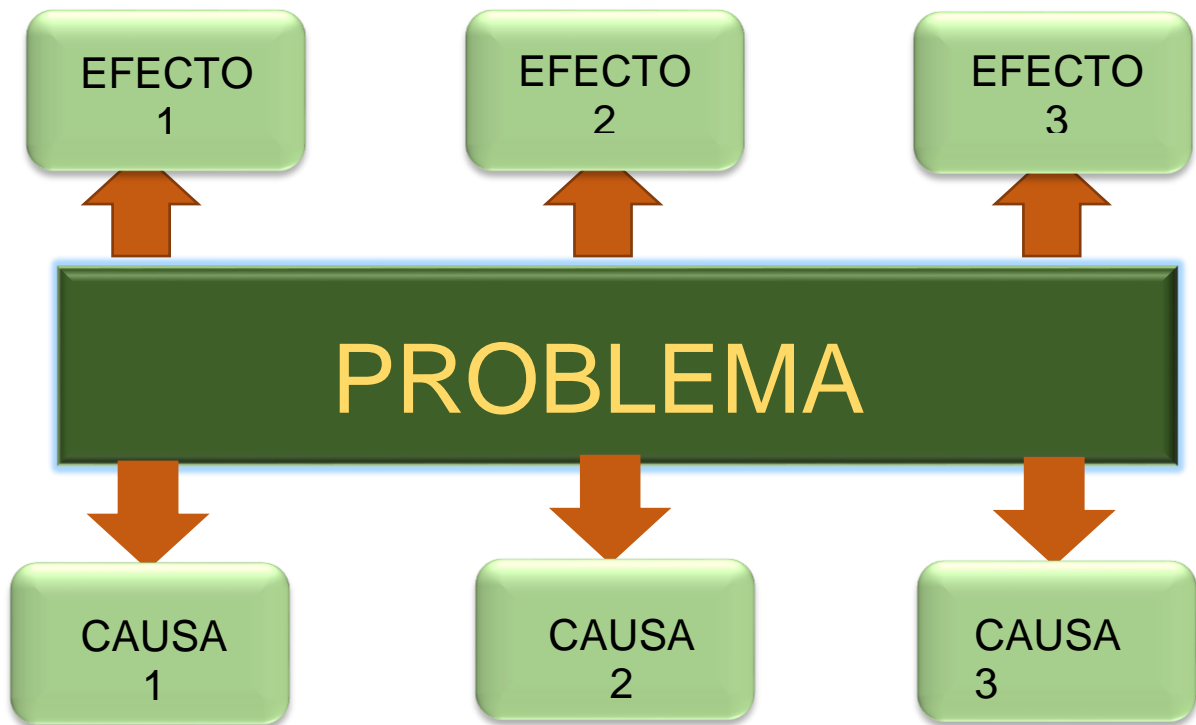 EFECTO
1
EFECTO
2
EFECTO
3
PROBLEMA
CAUSA
1
CAUSA
2
CAUSA
3